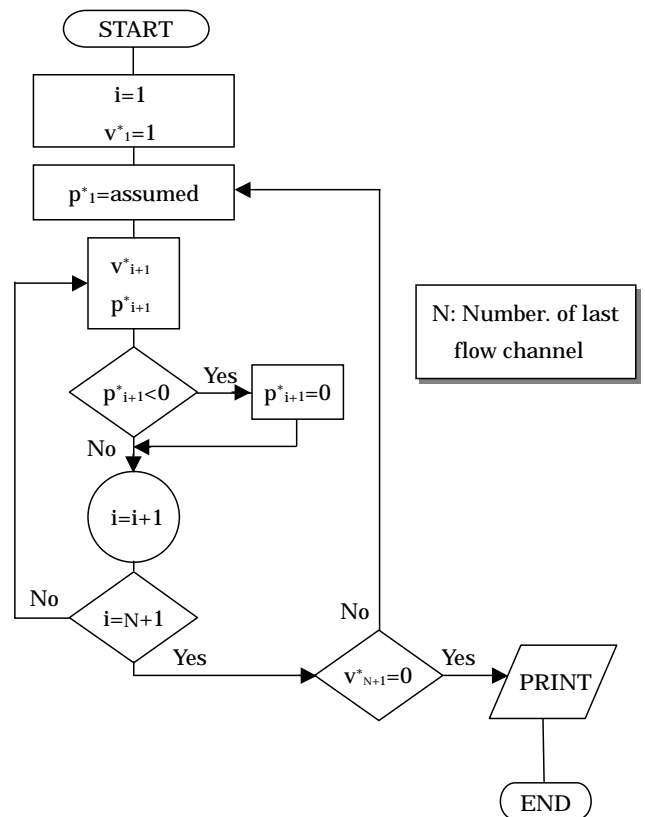 START
i=1
v*1=1
p*1=assumed
v*i+1
p*i+1
N: Number. of last
flow channel
p*i+1<0
Yes
p*i+1=0
No
i=i+1
No
i=N+1
Yes
No
v*N+1=0
Yes
PRINT
END